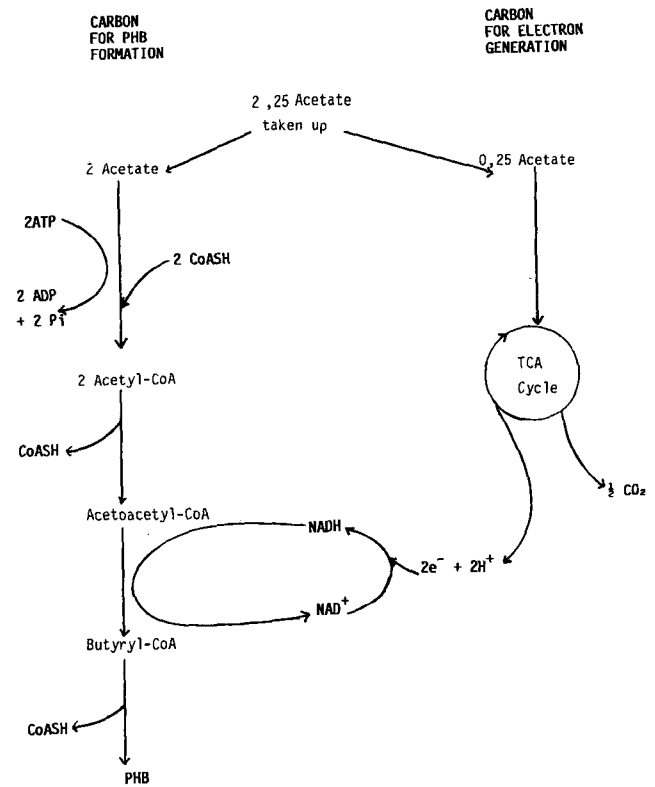 CARBON
FOR PHB
FORMATION
CARBON
FOR ELECTRON
GENERATION
2 ,25 Acetate
taken up
2 Acetate
0,25 Acetate
2ATP
2 CoASH
2 ADP
+ 2 Pi
TCA
Cycle
2 Acetyl-CoA
CoASH
½ CO₂
Acetoacetyl-CoA
NADH
2e⁻ + 2H⁺
NAD⁺
Butyryl-CoA
CoASH
PHB